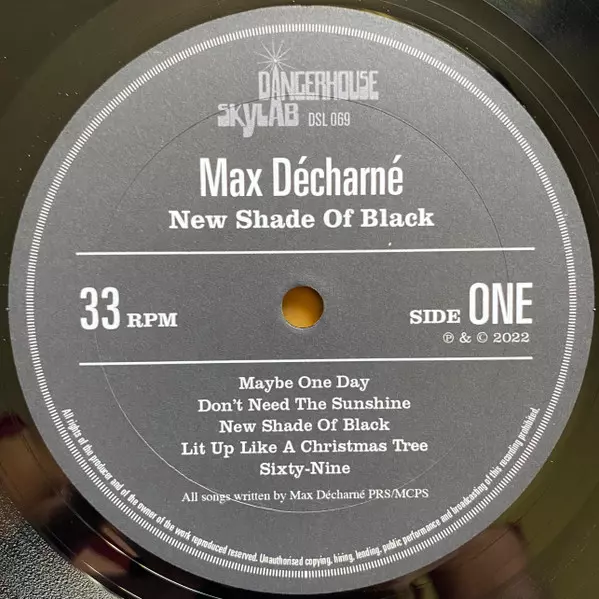 DANGERHOUSE
SKYLAB DSL 069
Max Décharné
New Shade Of Black
33 RPM
SIDE ONE
℗ & © 2022
Maybe One Day
Don't Need The Sunshine
New Shade Of Black
Lit Up Like A Christmas Tree
Sixty-Nine
All songs written by Max Décharné PRS/MCPS
All rights of the producer and of the owner of the work reproduced reserved. Unauthorised copying, hiring, lending, public performance and broadcasting of this recording prohibited.